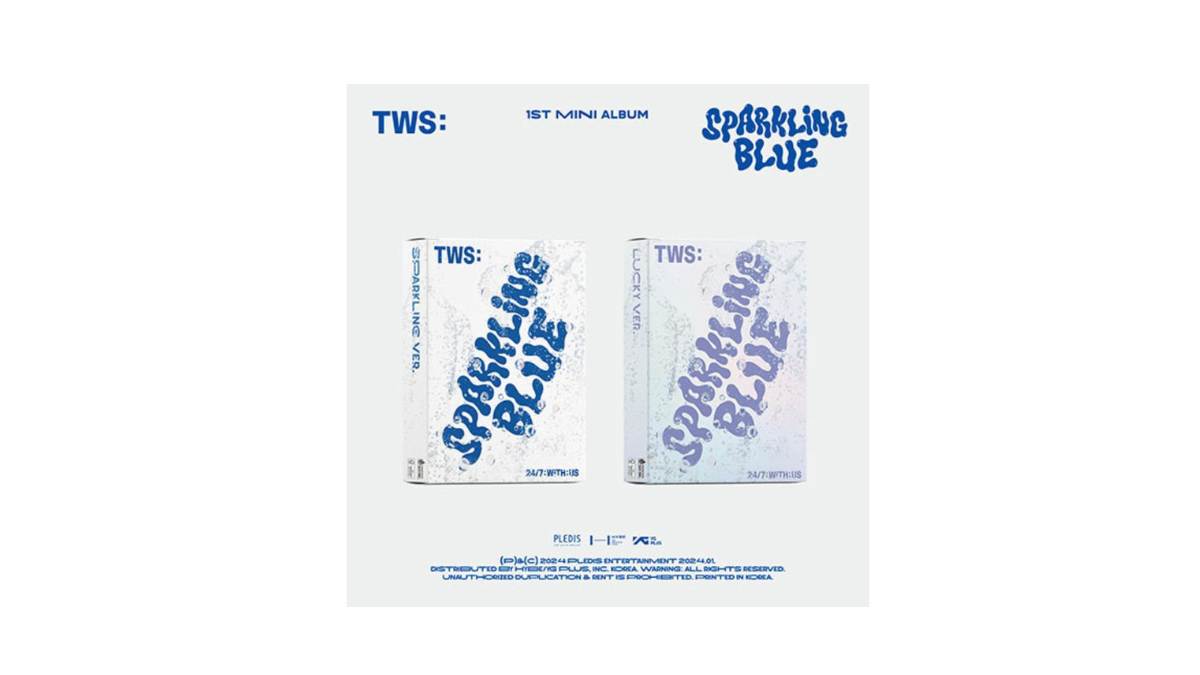 TWS:
1ST MINI ALBUM
SPARKLiNG
BLUE
SPARKLING VER.
TWS:
SPARKLiNG
BLUE
24/7:WITH:US
LUCKY VER.
TWS:
SPARKLiNG
BLUE
24/7:WITH:US
PLEDIS
YG
PLUS
(P)&(C) 2024 PLEDIS ENTERTAINMENT 2024.01.
DISTRIBUTED BY HYBE/YG PLUS, INC. KOREA. WARNING: ALL RIGHTS RESERVED.
UNAUTHORIZED DUPLICATION & RENT IS PROHIBITED. PRINTED IN KOREA.